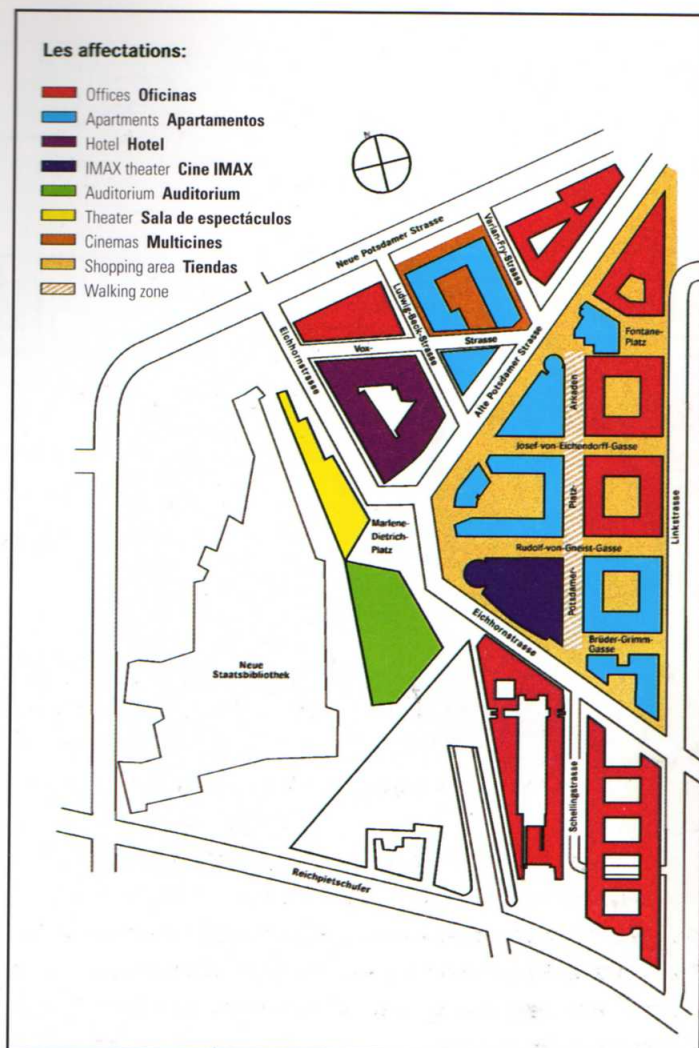 Les affectations:
Offices Oficinas
Apartments Apartamentos
Hotel Hotel
IMAX theater Cine IMAX
Auditorium Auditorium
Theater Sala de espectáculos
Cinemas Multicines
Shopping area Tiendas
Walking zone
N
Neue Potsdamer Strasse
Varian-Fry-Strasse
Ludwig-Beck-Strasse
Eichhornstrasse
Vox-
Strasse
Alte Potsdamer Strasse
Fontane-
Platz
Arkaden
Josef-von-Eichendorff-Gasse
Platz-
Linkstrasse
Marlene-
Dietrich-
Platz
Rudolf-von-Gneist-Gasse
Potsdamer-
Eichhornstrasse
Brüder-Grimm-
Gasse
Neue
Staatsbibliothek
Schellingstrasse
Reichpietschufer